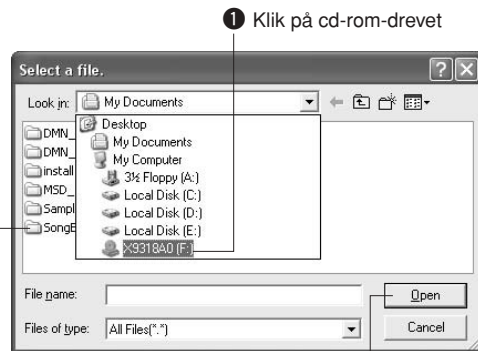 ❶ Klik på cd-rom-drevet
Select a file.
Look in: My Documents
Desktop
My Documents
My Computer
3½ Floppy (A:)
Local Disk (C:)
Local Disk (D:)
Local Disk (E:)
X9318A0 (F:)
DMN_
DMN_
install
MSD_
Sampl
SongE
File name:
Open
Files of type: All Files(*.*)
Cancel